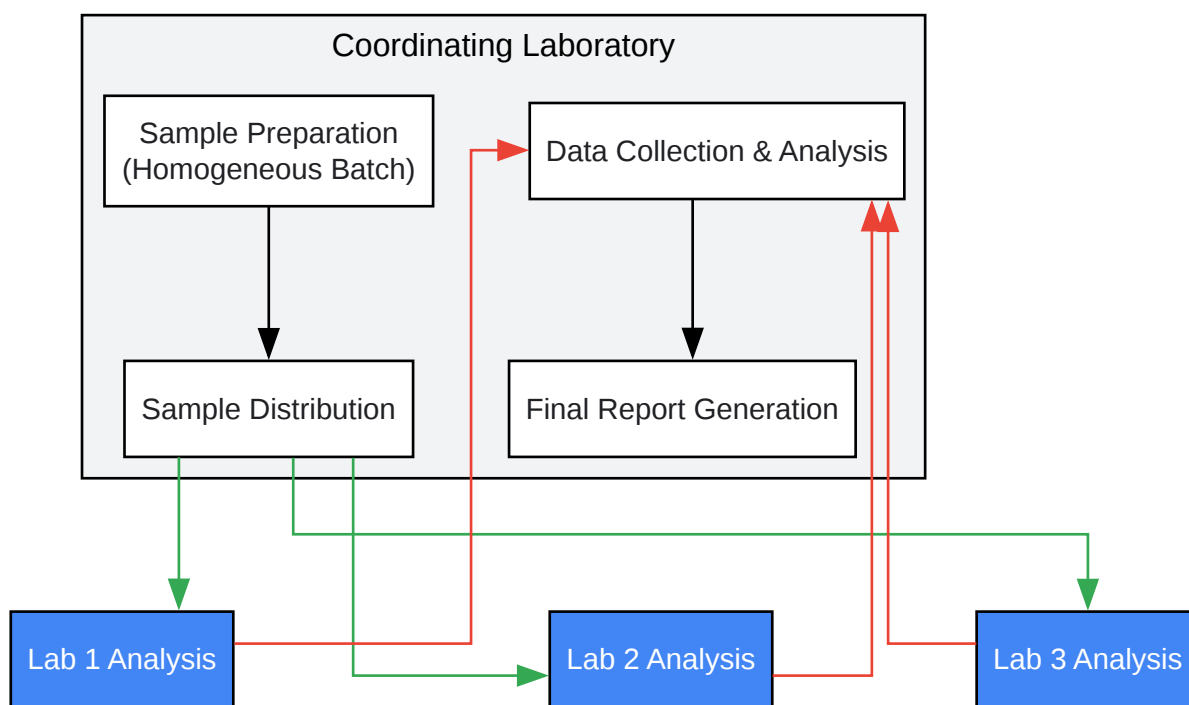 Coordinating Laboratory
Sample Preparation
(Homogeneous Batch)
Data Collection & Analysis
Sample Distribution
Final Report Generation
Lab 1 Analysis
Lab 2 Analysis
Lab 3 Analysis